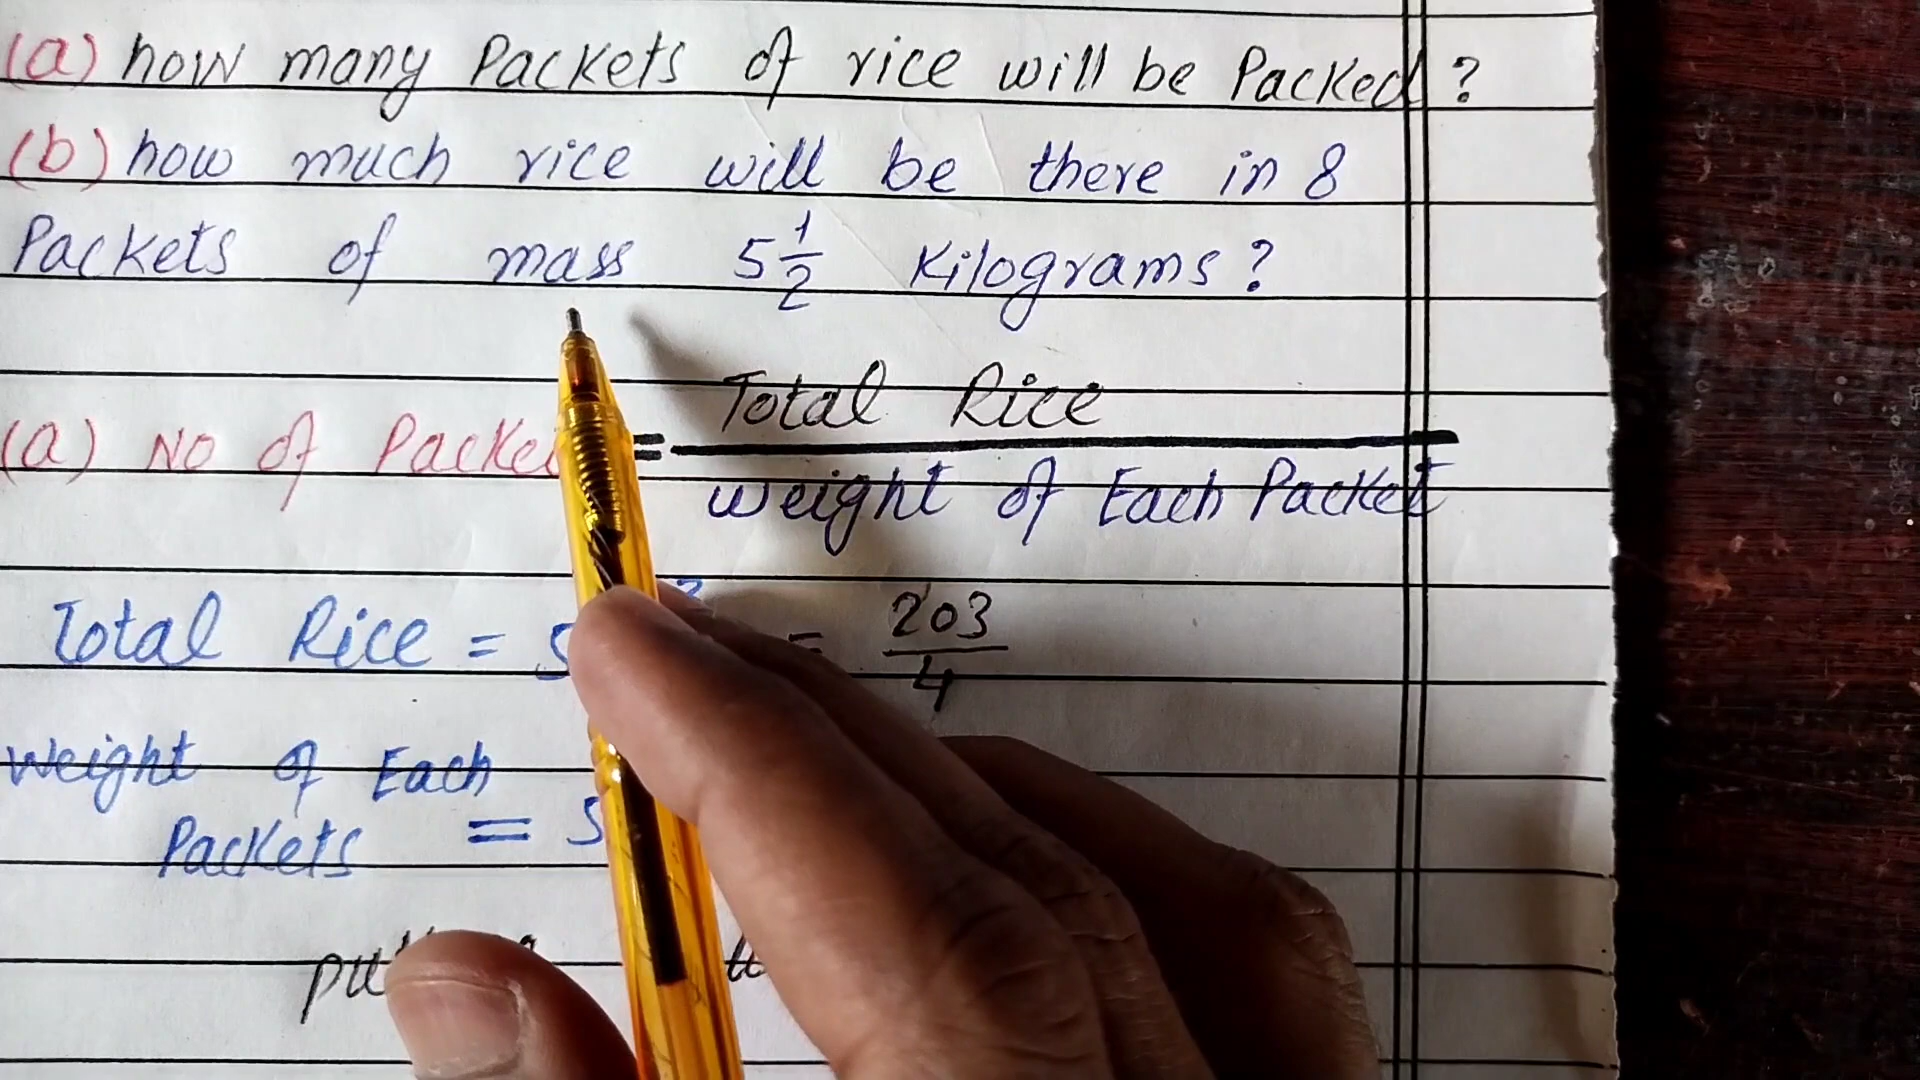 (a) how many Packets of rice will be Packed ?
(b) how much rice will be there in 8
Packets of mass 5 1/2 Kilograms ?
(a) No of = Total Rice
Weight of Each Packet
Total Rice = = 203/4
Weight of Each
Packets =